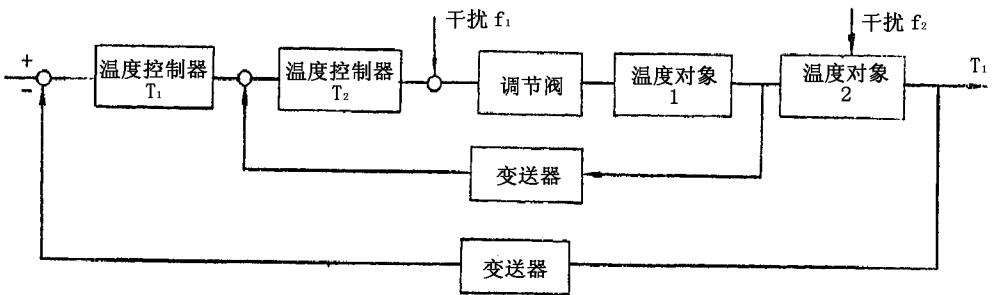 干扰 f₁
干扰 f₂
+
−
温度控制器
T₁
温度控制器
T₂
调节阀
温度对象
1
温度对象
2
T₁
变送器
变送器